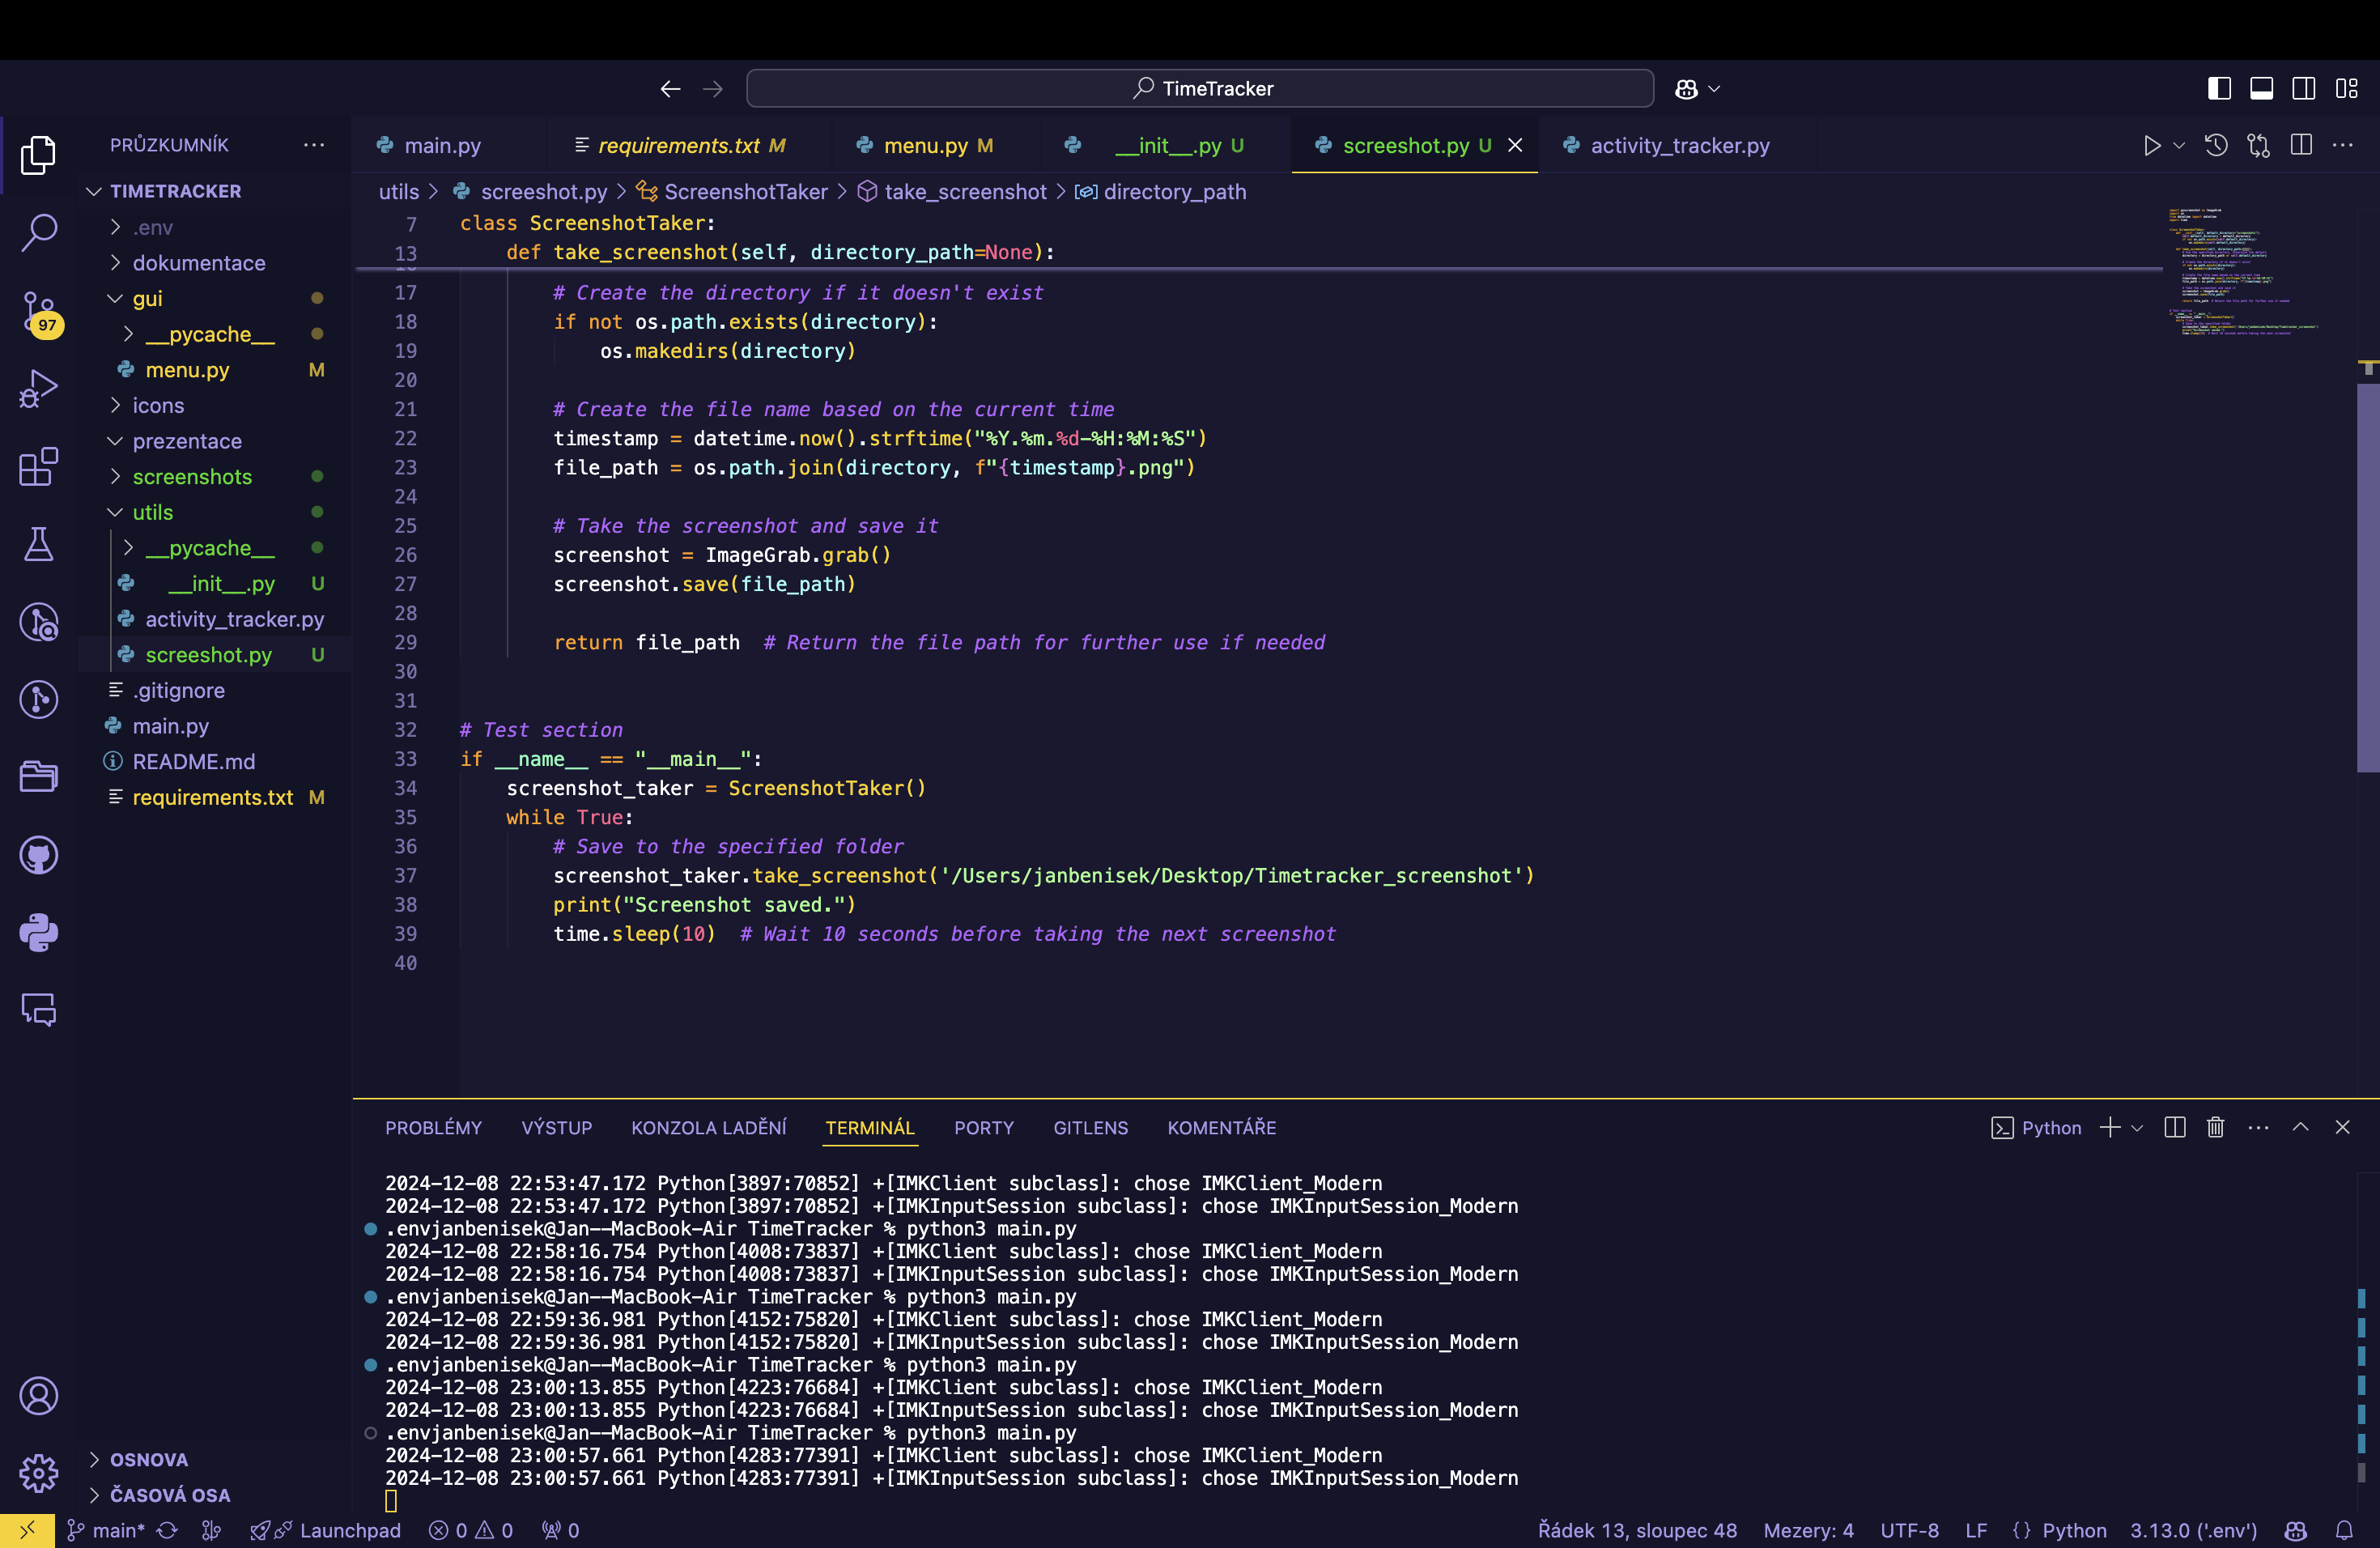 TimeTracker
PRŮZKUMNÍK
main.py
requirements.txt M
menu.py M
__init__.py U
screeshot.py U
activity_tracker.py
TIMETRACKER
.env
dokumentace
gui
__pycache__
menu.py M
icons
prezentace
screenshots
utils
__pycache__
__init__.py U
activity_tracker.py
screeshot.py U
.gitignore
main.py
README.md
requirements.txt M
97
OSNOVA
ČASOVÁ OSA
utils > screeshot.py > ScreenshotTaker > take_screenshot > directory_path
7 class ScreenshotTaker:
13 def take_screenshot(self, directory_path=None):
17 # Create the directory if it doesn't exist
18 if not os.path.exists(directory):
19 os.makedirs(directory)
20
21 # Create the file name based on the current time
22 timestamp = datetime.now().strftime("%Y.%m.%d-%H:%M:%S")
23 file_path = os.path.join(directory, f"{timestamp}.png")
24
25 # Take the screenshot and save it
26 screenshot = ImageGrab.grab()
27 screenshot.save(file_path)
28
29 return file_path # Return the file path for further use if needed
30
31
32 # Test section
33 if __name__ == "__main__":
34 screenshot_taker = ScreenshotTaker()
35 while True:
36 # Save to the specified folder
37 screenshot_taker.take_screenshot('/Users/janbenisek/Desktop/Timetracker_screenshot')
38 print("Screenshot saved.")
39 time.sleep(10) # Wait 10 seconds before taking the next screenshot
40
PROBLÉMY VÝSTUP KONZOLA LADĚNÍ TERMINÁL PORTY GITLENS KOMENTÁŘE
Python
2024-12-08 22:53:47.172 Python[3897:70852] +[IMKClient subclass]: chose IMKClient_Modern
2024-12-08 22:53:47.172 Python[3897:70852] +[IMKInputSession subclass]: chose IMKInputSession_Modern
.envjanbenisek@Jan--MacBook-Air TimeTracker % python3 main.py
2024-12-08 22:58:16.754 Python[4008:73837] +[IMKClient subclass]: chose IMKClient_Modern
2024-12-08 22:58:16.754 Python[4008:73837] +[IMKInputSession subclass]: chose IMKInputSession_Modern
.envjanbenisek@Jan--MacBook-Air TimeTracker % python3 main.py
2024-12-08 22:59:36.981 Python[4152:75820] +[IMKClient subclass]: chose IMKClient_Modern
2024-12-08 22:59:36.981 Python[4152:75820] +[IMKInputSession subclass]: chose IMKInputSession_Modern
.envjanbenisek@Jan--MacBook-Air TimeTracker % python3 main.py
2024-12-08 23:00:13.855 Python[4223:76684] +[IMKClient subclass]: chose IMKClient_Modern
2024-12-08 23:00:13.855 Python[4223:76684] +[IMKInputSession subclass]: chose IMKInputSession_Modern
.envjanbenisek@Jan--MacBook-Air TimeTracker % python3 main.py
2024-12-08 23:00:57.661 Python[4283:77391] +[IMKClient subclass]: chose IMKClient_Modern
2024-12-08 23:00:57.661 Python[4283:77391] +[IMKInputSession subclass]: chose IMKInputSession_Modern
main* Launchpad 0 0 0
Řádek 13, sloupec 48 Mezery: 4 UTF-8 LF {} Python 3.13.0 ('.env')